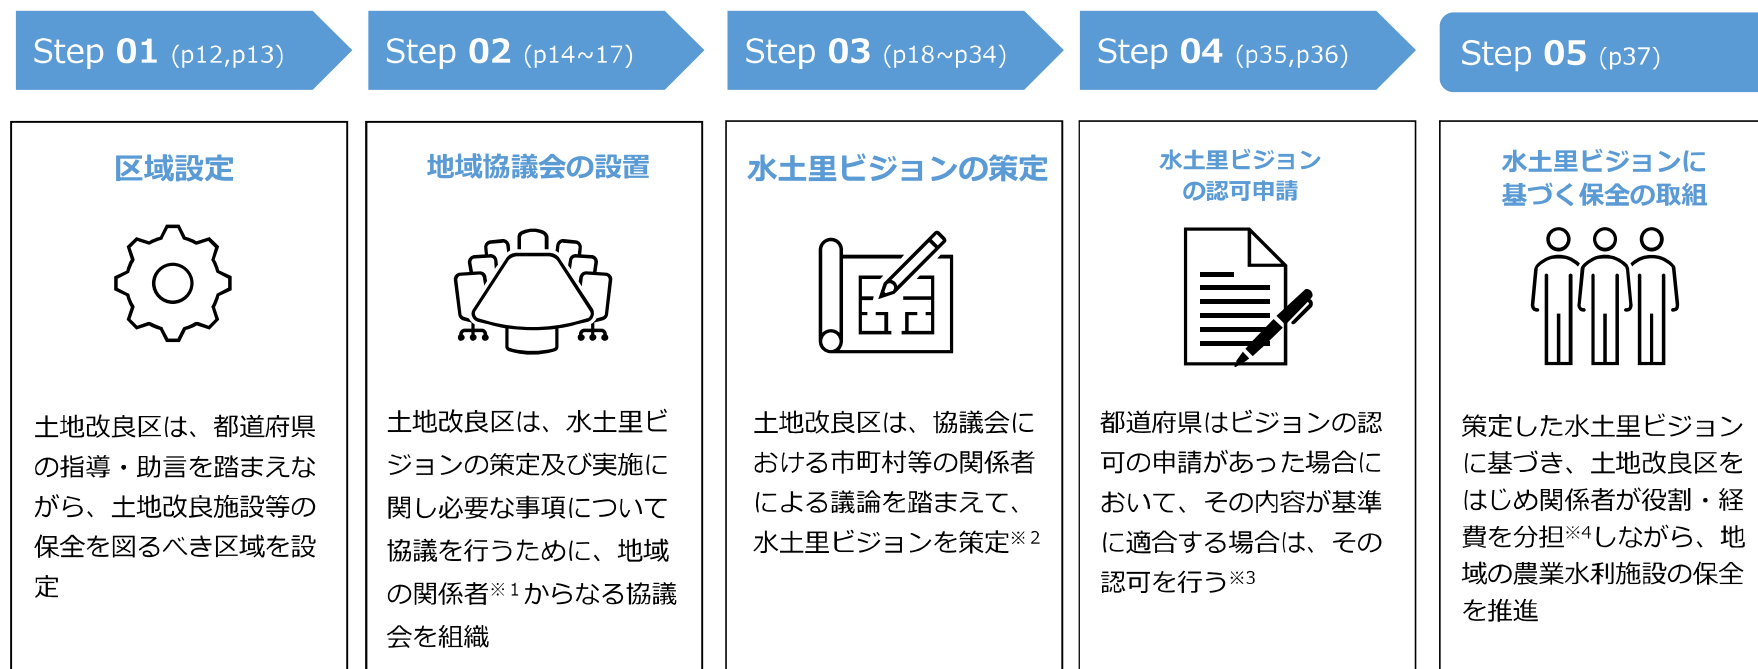 Step 01 (p12,p13)
Step 02 (p14~17)
Step 03 (p18~p34)
Step 04 (p35,p36)
Step 05 (p37)
区域設定
土地改良区は、都道府県
の指導・助言を踏まえな
がら、土地改良施設等の
保全を図るべき区域を設
定
地域協議会の設置
土地改良区は、水土里ビ
ジョンの策定及び実施に
関し必要な事項について
協議を行うために、地域
の関係者※1からなる協議
会を組織
水土里ビジョンの策定
土地改良区は、協議会に
おける市町村等の関係者
による議論を踏まえて、
水土里ビジョンを策定※2
水土里ビジョン
の認可申請
都道府県はビジョンの認
可の申請があった場合に
おいて、その内容が基準
に適合する場合は、その
認可を行う※3
水土里ビジョンに
基づく保全の取組
策定した水土里ビジョン
に基づき、土地改良区を
はじめ関係者が役割・経
費を分担※4しながら、地
域の農業水利施設の保全
を推進